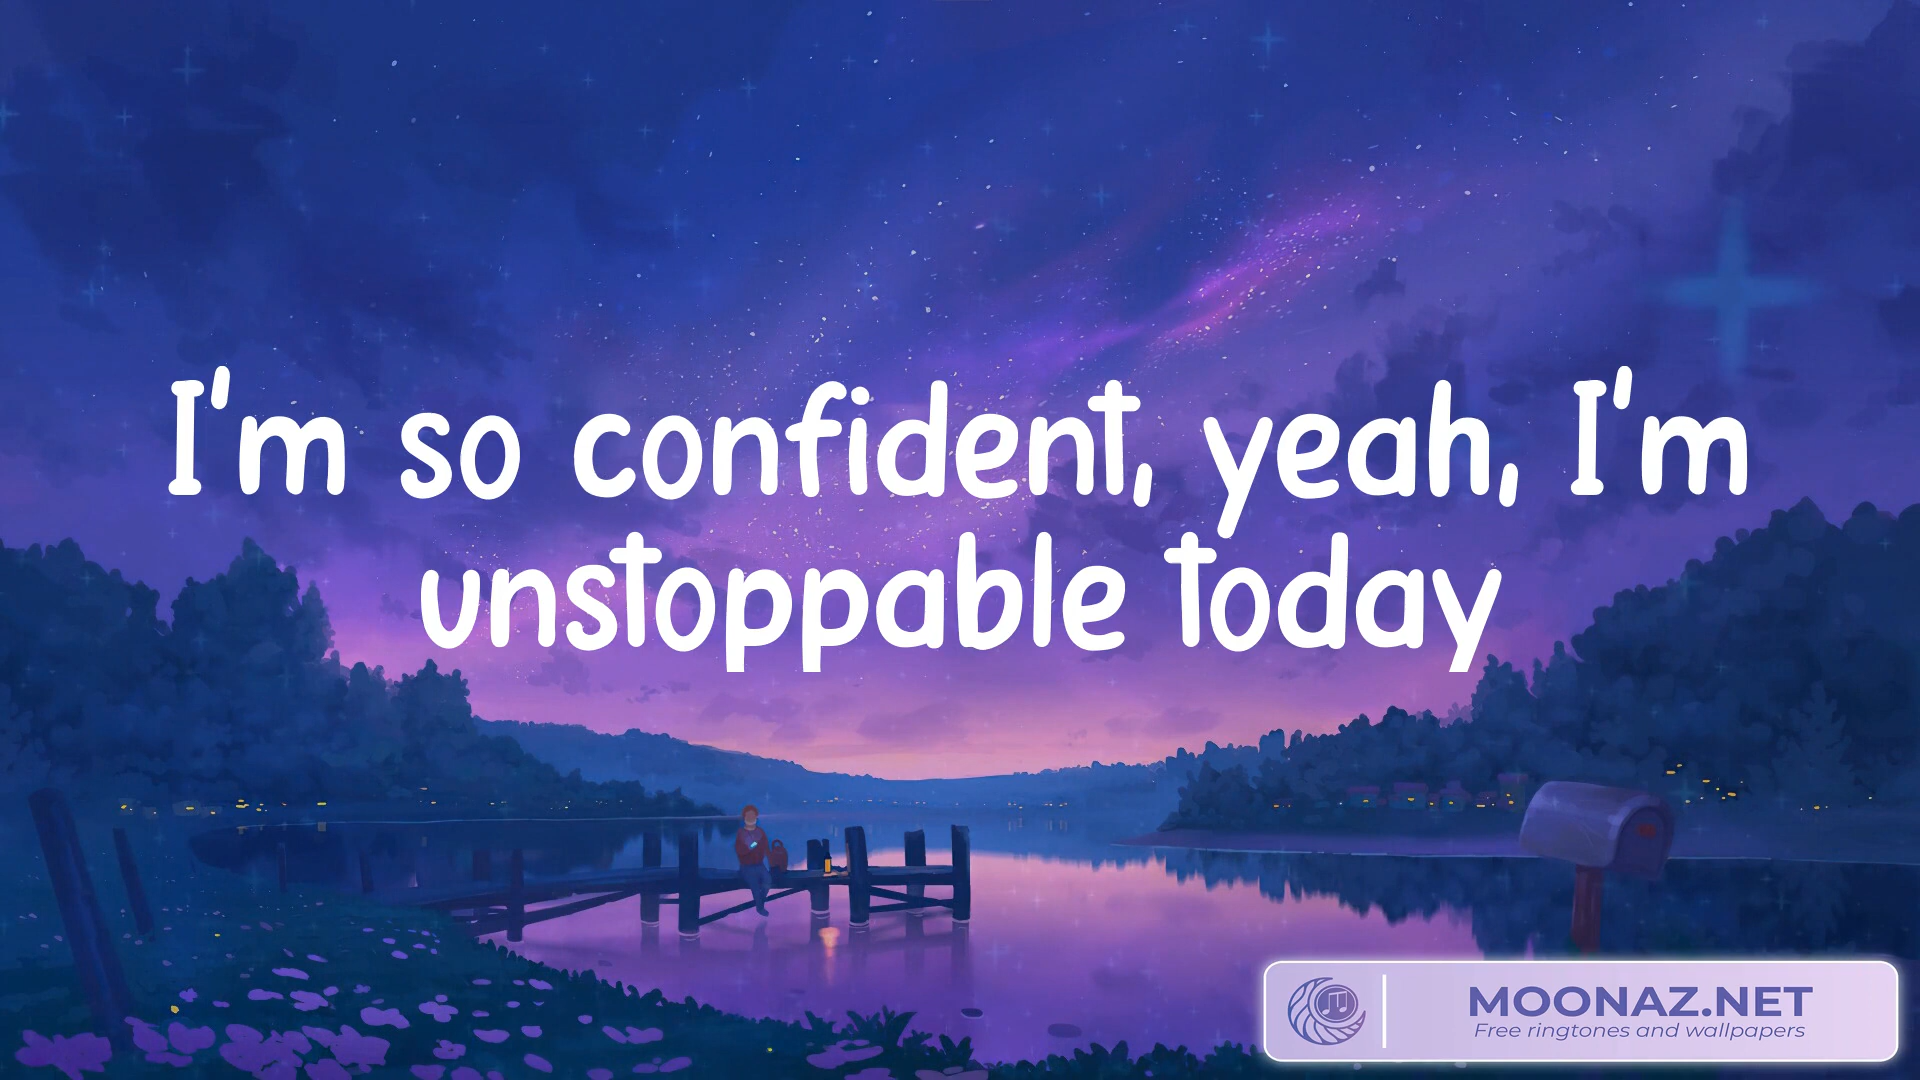 I'm so confident, yeah, I'm
unstoppable today
MOONAZ.NET
Free ringtones and wallpapers